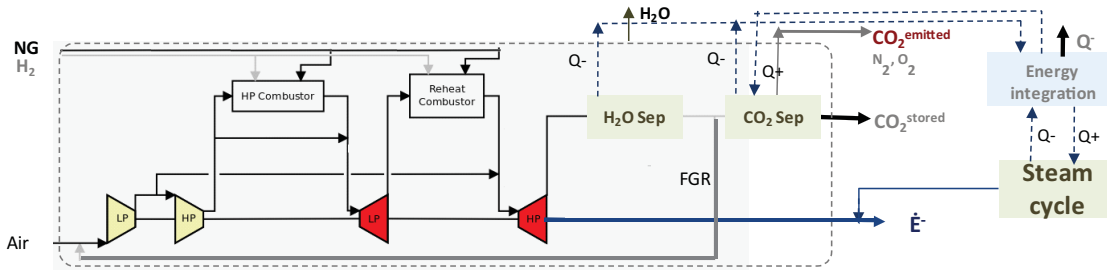 H₂O
NG
H₂
Q-
Q-
Q+
CO₂ᵉᵐⁱᵗᵗᵉᵈ
N₂, O₂
Q-
Energy
integration
HP Combustor
Reheat
Combustor
H₂O Sep
CO₂ Sep
CO₂ˢᵗᵒʳᵉᵈ
Q-
Q+
Steam
cycle
FGR
LP
HP
LP
HP
Air
Ė-